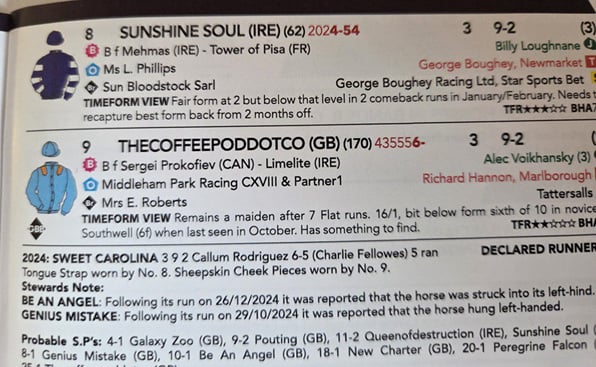 8 SUNSHINE SOUL (IRE) (62) 2024-54 3 9-2 (3)
B f Mehmas (IRE) - Tower of Pisa (FR) Billy Loughnane J
Ms L. Phillips George Boughey, Newmarket T
Sun Bloodstock Sarl George Boughey Racing Ltd, Star Sports Bet
TIMEFORM VIEW Fair form at 2 but below that level in 2 comeback runs in January/February. Needs t
recapture best form back from 2 months off. TFR★★★☆☆ BHA7
9 THECOFFEEPODDOTCO (GB) (170) 435556- 3 9-2 (
B f Sergei Prokofiev (CAN) - Limelite (IRE) Alec Voikhansky (3)
Middleham Park Racing CXVIII & Partner1 Richard Hannon, Marlborough
Mrs E. Roberts Tattersalls
GBB TIMEFORM VIEW Remains a maiden after 7 Flat runs. 16/1, bit below form sixth of 10 in novice
Southwell (6f) when last seen in October. Has something to find. TFR★★☆☆☆ BHA
2024: SWEET CAROLINA 3 9 2 Callum Rodriguez 6-5 (Charlie Fellowes) 5 ran DECLARED RUNNER
Tongue Strap worn by No. 8. Sheepskin Cheek Pieces worn by No. 9.
Stewards Note:
BE AN ANGEL: Following its run on 26/12/2024 it was reported that the horse was struck into its left-hind.
GENIUS MISTAKE: Following its run on 29/10/2024 it was reported that the horse hung left-handed.
Probable S.P's: 4-1 Galaxy Zoo (GB), 9-2 Pouting (GB), 11-2 Queenofdestruction (IRE), Sunshine Soul (
8-1 Genius Mistake (GB), 10-1 Be An Angel (GB), 18-1 New Charter (GB), 20-1 Peregrine Falcon (